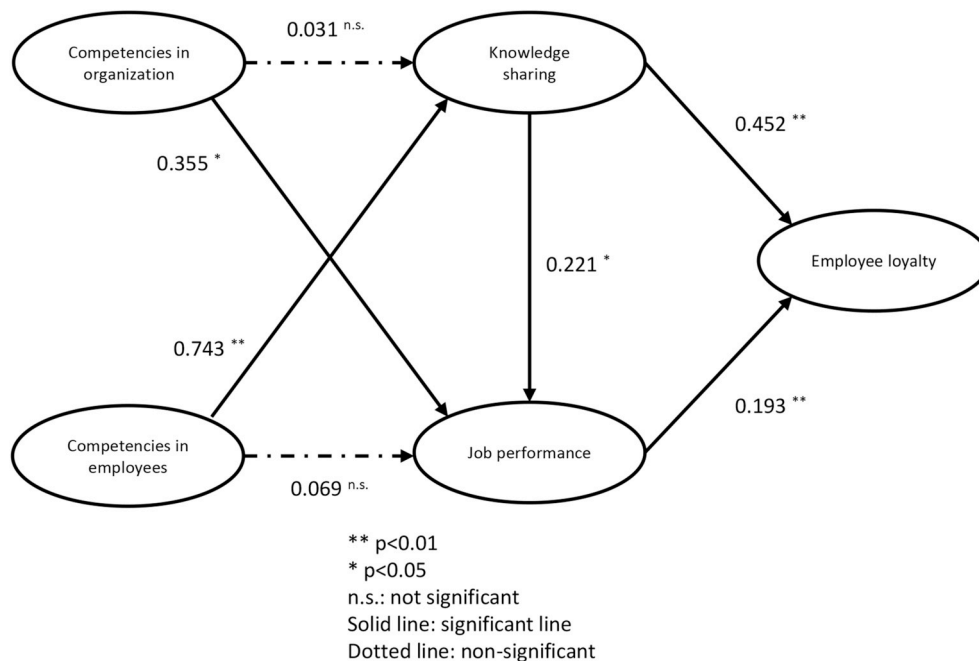 0.031 n.s.
Competencies in
organization
Knowledge
sharing
0.452 **
0.355 *
0.221 *
Employee loyalty
0.743 **
0.193 **
Competencies in
employees
Job performance
0.069 n.s.
** p<0.01
* p<0.05
n.s.: not significant
Solid line: significant line
Dotted line: non-significant